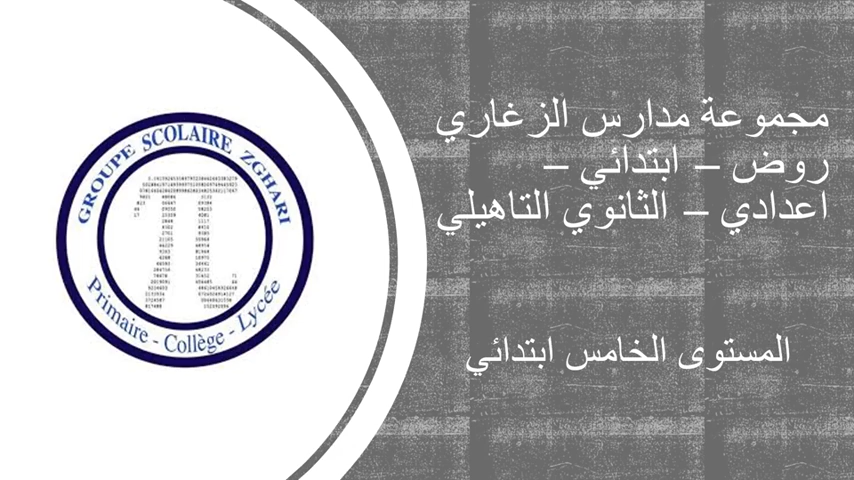 مجموعة مدارس الزغاري
روض – ابتدائي –
اعدادي – الثانوي التاهيلي
المستوى الخامس ابتدائي
GROUPE SCOLAIRE ZGHARI
Primaire - Collège - Lycée